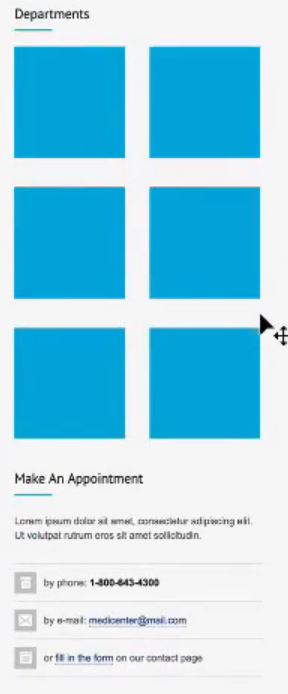 Departments
Make An Appointment
Lorem ipsum dolor sit amet, consectetur adipiscing elit.
Ut volutpat rutrum eros sit amet sollicitudin.
by phone: 1-800-643-4300
by e-mail: medicenter@mail.com
or fill in the form on our contact page